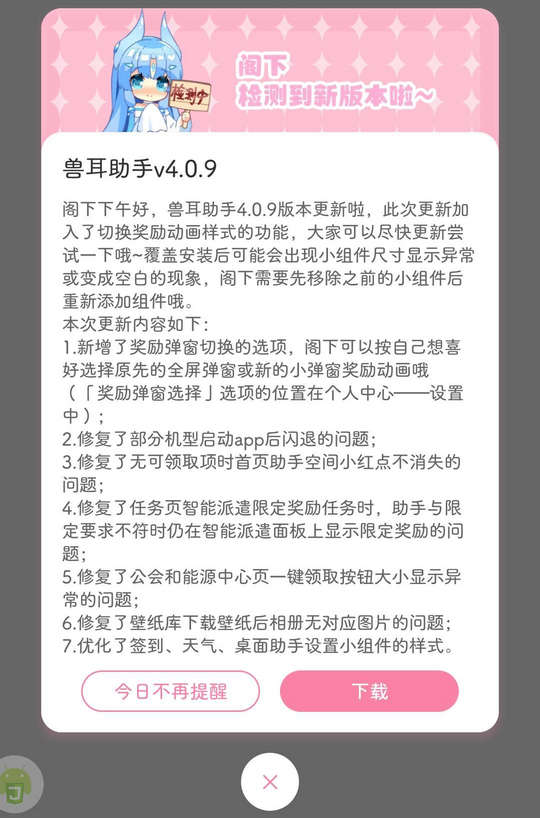 阁下
检测到新版本啦~
检测中
兽耳助手v4.0.9
阁下下午好，兽耳助手4.0.9版本更新啦，此次更新加
入了切换奖励动画样式的功能，大家可以尽快更新尝
试一下哦~覆盖安装后可能会出现小组件尺寸显示异常
或变成空白的现象，阁下需要先移除之前的小组件后
重新添加组件哦。
本次更新内容如下：
1.新增了奖励弹窗切换的选项，阁下可以按自己想喜
好选择原先的全屏弹窗或新的小弹窗奖励动画哦
（「奖励弹窗选择」选项的位置在个人中心——设置
中）；
2.修复了部分机型启动app后闪退的问题；
3.修复了无可领取项时首页助手空间小红点不消失的
问题；
4.修复了任务页智能派遣限定奖励任务时，助手与限
定要求不符时仍在智能派遣面板上显示限定奖励的问
题；
5.修复了公会和能源中心页一键领取按钮大小显示异
常的问题；
6.修复了壁纸库下载壁纸后相册无对应图片的问题；
7.优化了签到、天气、桌面助手设置小组件的样式。
今日不再提醒
下载